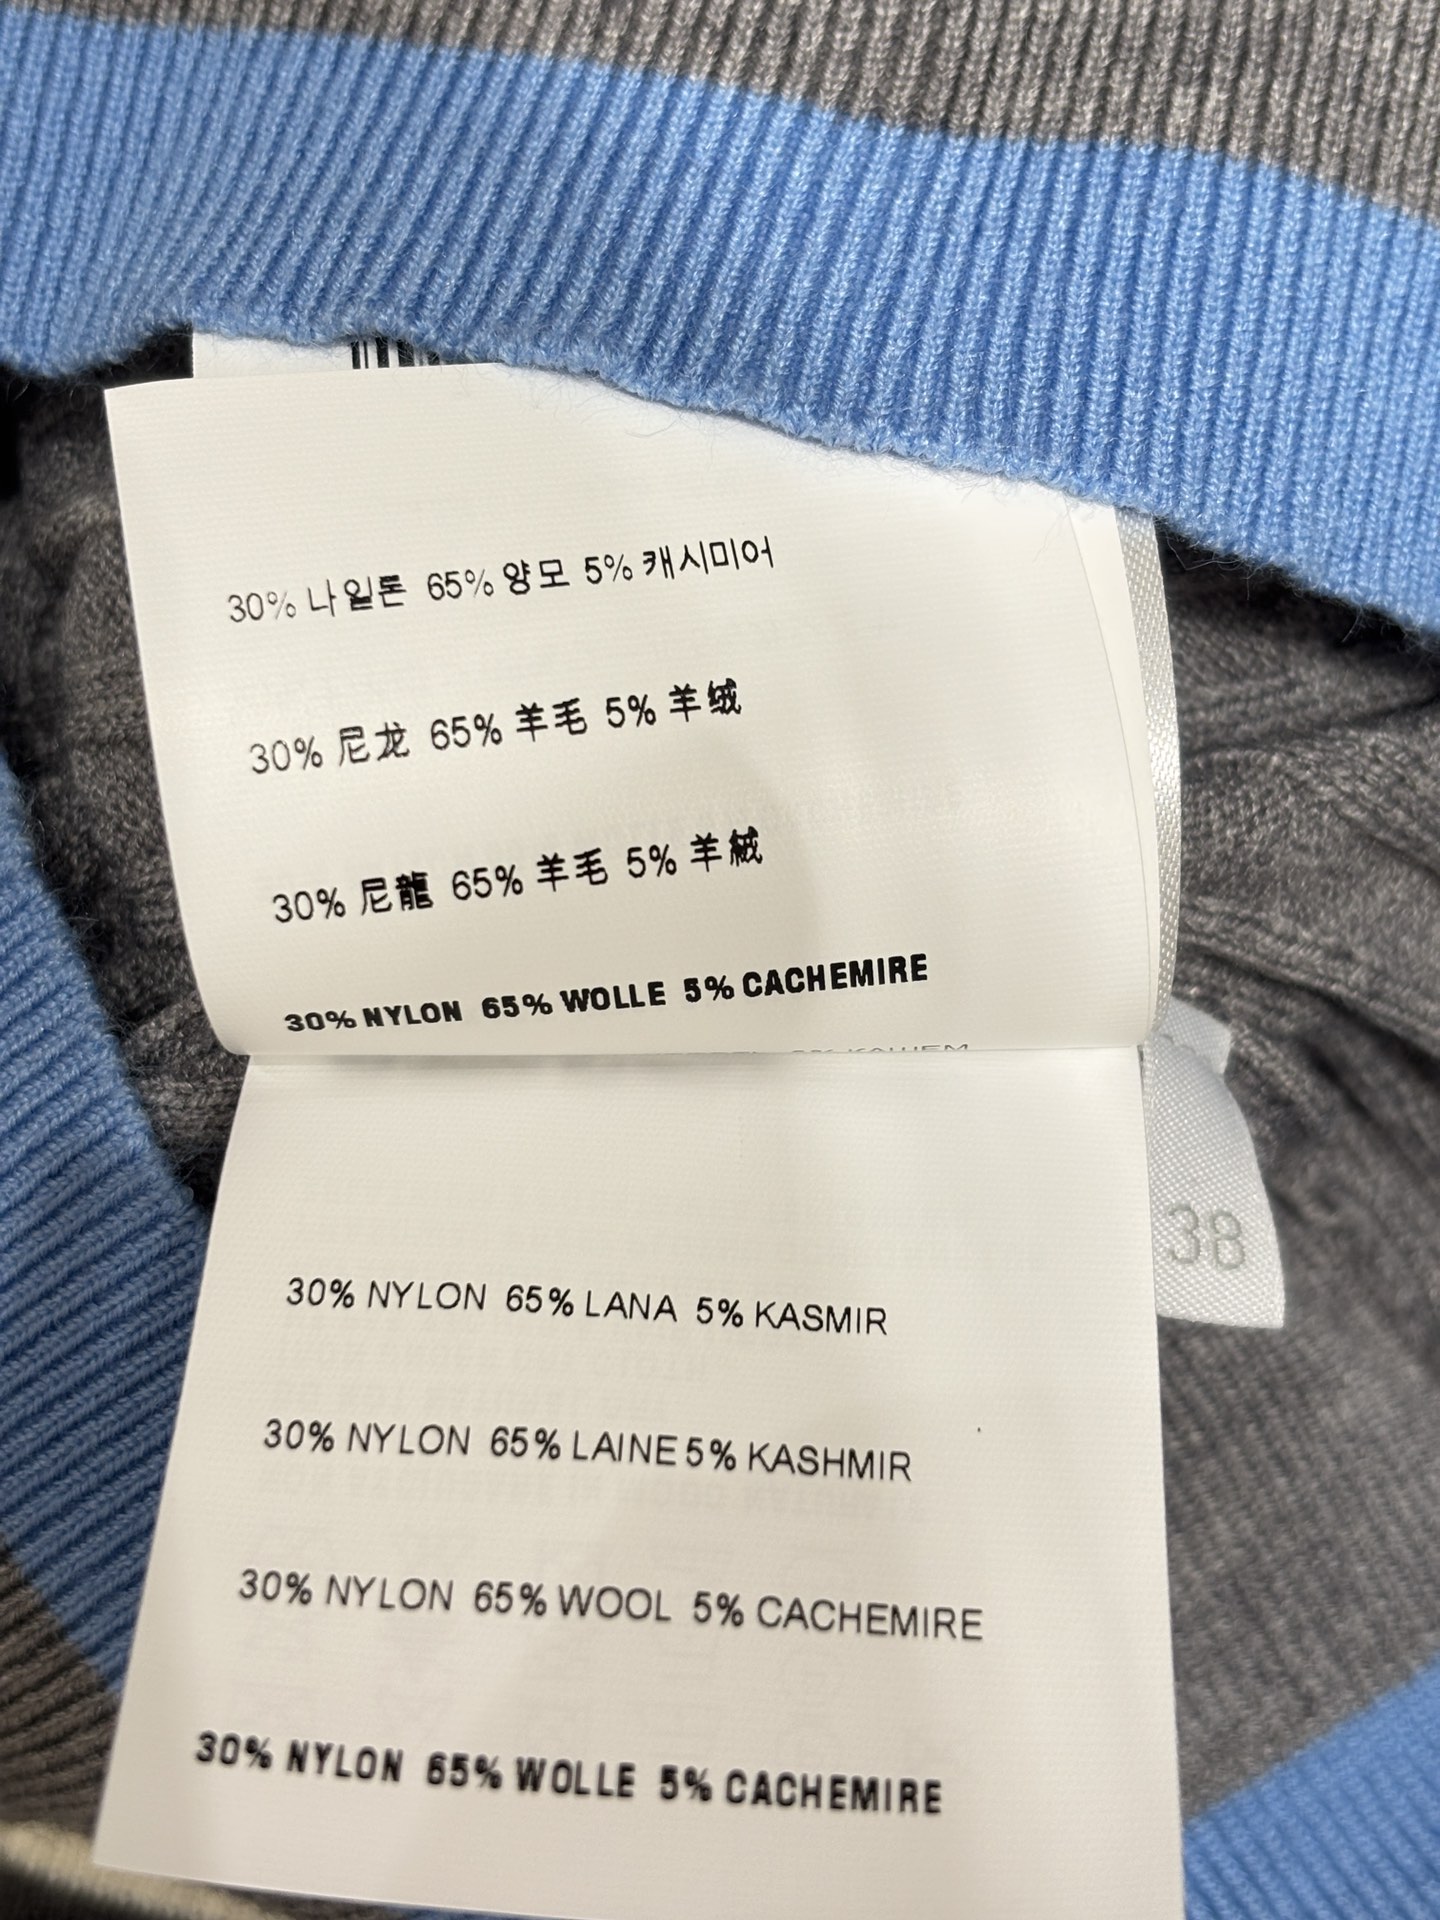 30% 나일론 65% 양모 5% 캐시미어
30% 尼龙 65% 羊毛 5% 羊绒
30% 尼龍 65% 羊毛 5% 羊絨
30% NYLON 65% WOLLE 5% CACHEMIRE
38
30% NYLON 65% LANA 5% KASMIR
30% NYLON 65% LAINE 5% KASHMIR
30% NYLON 65% WOOL 5% CACHEMIRE
30% NYLON 65% WOLLE 5% CACHEMIRE